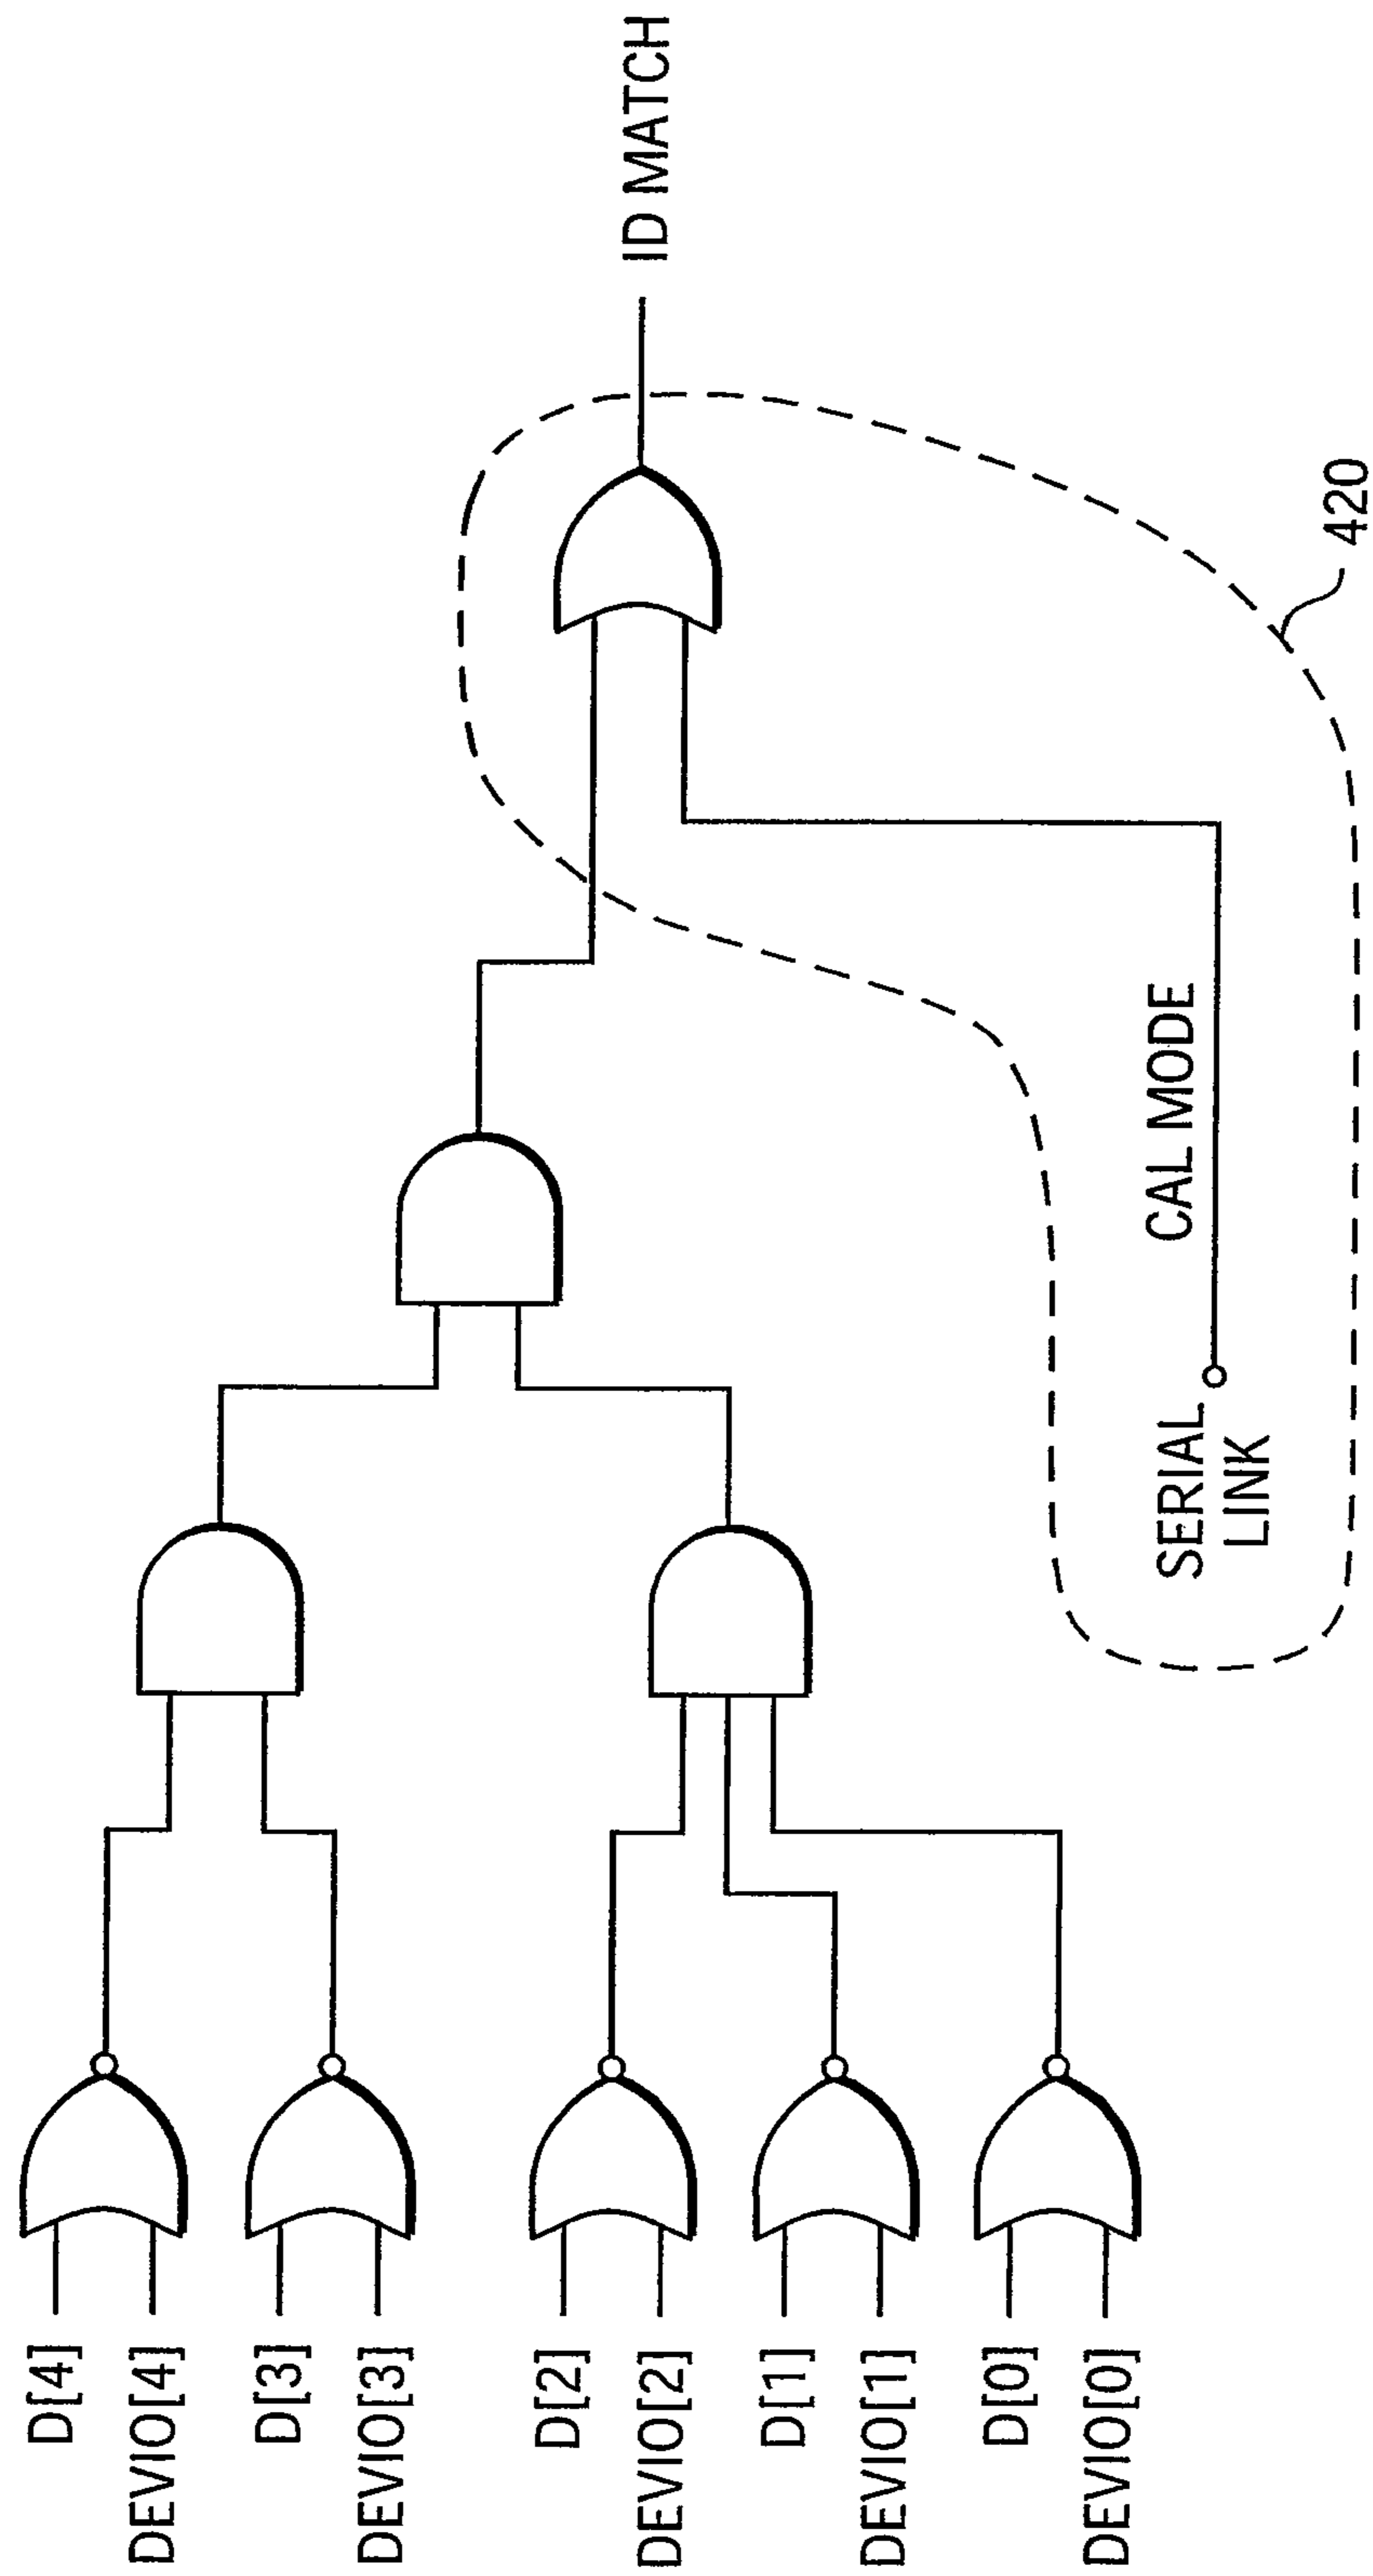 D[4]
DEVIO[4]
D[3]
DEVIO[3]
D[2]
DEVIO[2]
D[1]
DEVIO[1]
D[0]
DEVIO[0]
SERIAL
LINK
CAL MODE
420
ID MATCH